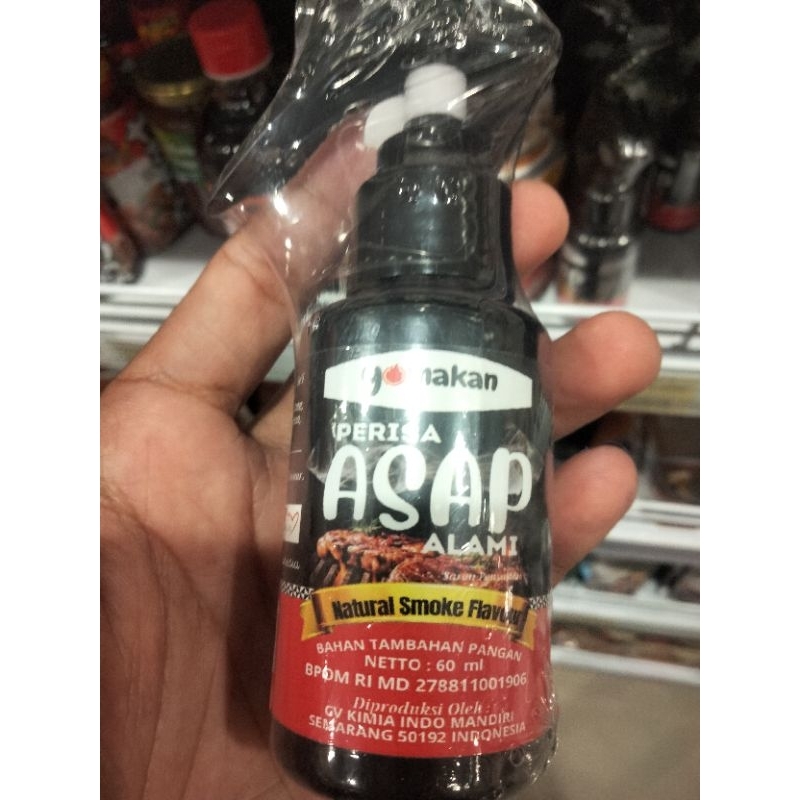 yomakan
PERISA
ASAP
ALAMI
Natural Smoke Flavour
BAHAN TAMBAHAN PANGAN
NETTO : 60 ml
BPOM RI MD 278811001906
Diproduksi Oleh :
CV KIMIA INDO MANDIRI
SEMARANG 50192 INDONESIA